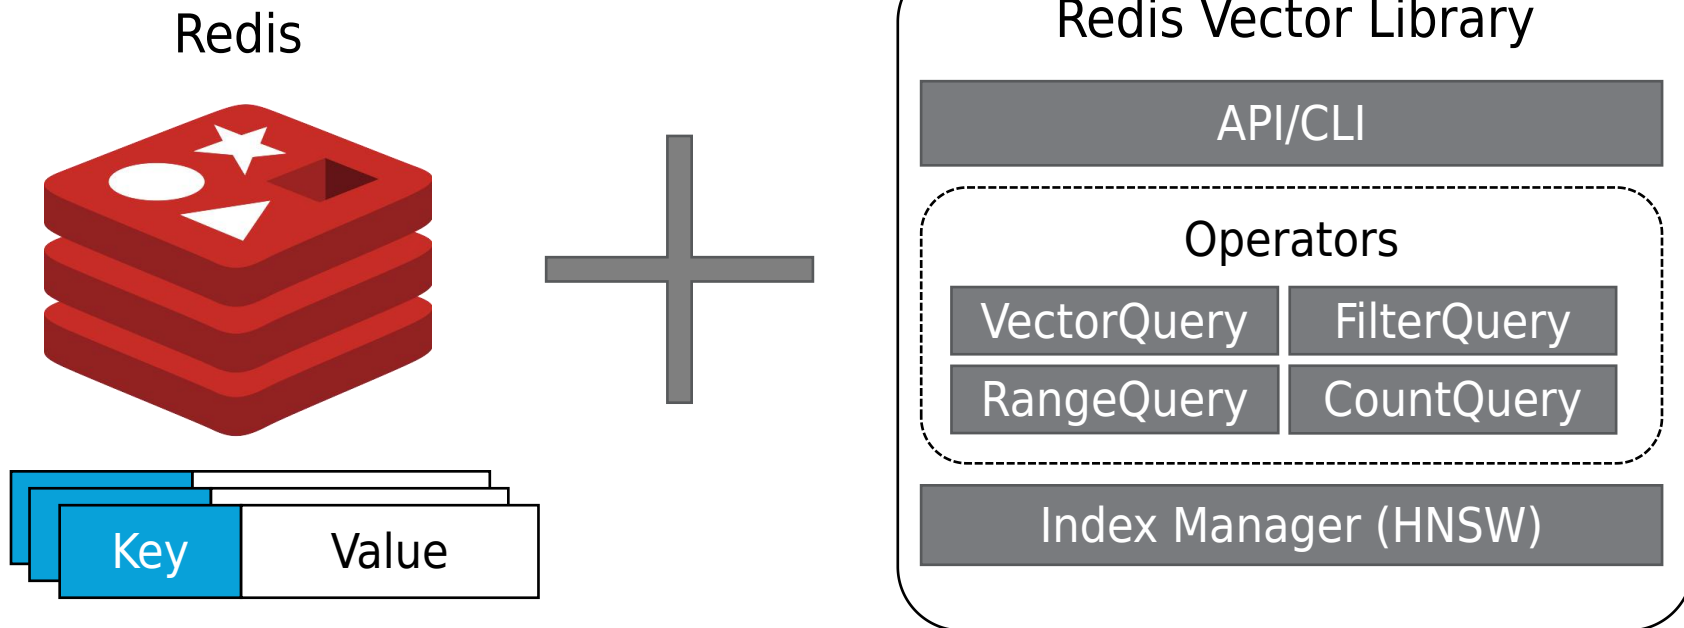 Redis
Key Value
Redis Vector Library
API/CLI
Operators
VectorQuery FilterQuery
RangeQuery CountQuery
Index Manager (HNSW)